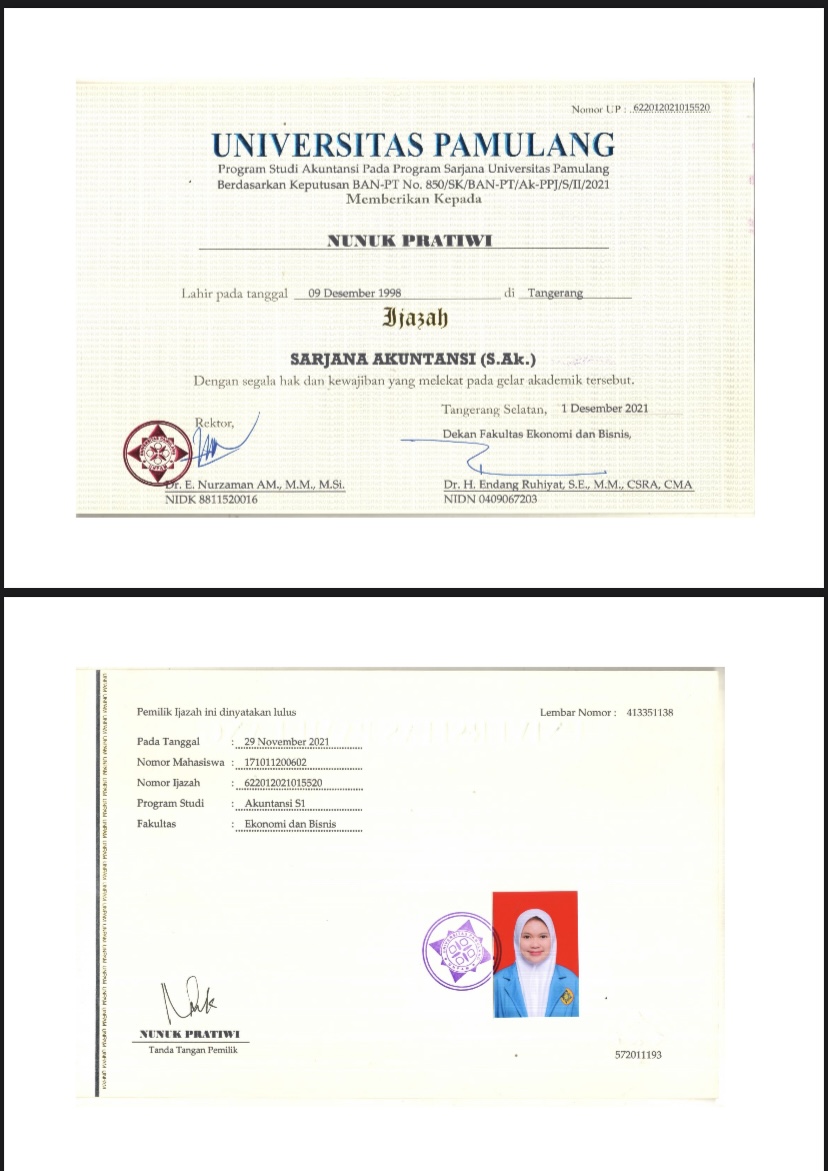 Nomor UP : 622012021015520
UNIVERSITAS PAMULANG
Program Studi Akuntansi Pada Program Sarjana Universitas Pamulang
Berdasarkan Keputusan BAN-PT No. 850/SK/BAN-PT/Ak-PPJ/S/II/2021
Memberikan Kepada
NUNUK PRATIWI
Lahir pada tanggal 09 Desember 1998 di Tangerang
Ijazah
SARJANA AKUNTANSI (S.Ak.)
Dengan segala hak dan kewajiban yang melekat pada gelar akademik tersebut.
Tangerang Selatan, 1 Desember 2021
Rektor,
Dekan Fakultas Ekonomi dan Bisnis,
Dr. E. Nurzaman AM., M.M., M.Si.
Dr. H. Endang Ruhiyat, S.E., M.M., CSRA, CMA
NIDK 8811520016
NIDN 0409067203
Pemilik Ijazah ini dinyatakan lulus
Lembar Nomor : 413351138
Pada Tanggal : 29 November 2021
Nomor Mahasiswa : 171011200602
Nomor Ijazah : 622012021015520
Program Studi : Akuntansi S1
Fakultas : Ekonomi dan Bisnis
NUNUK PRATIWI
Tanda Tangan Pemilik
572011193